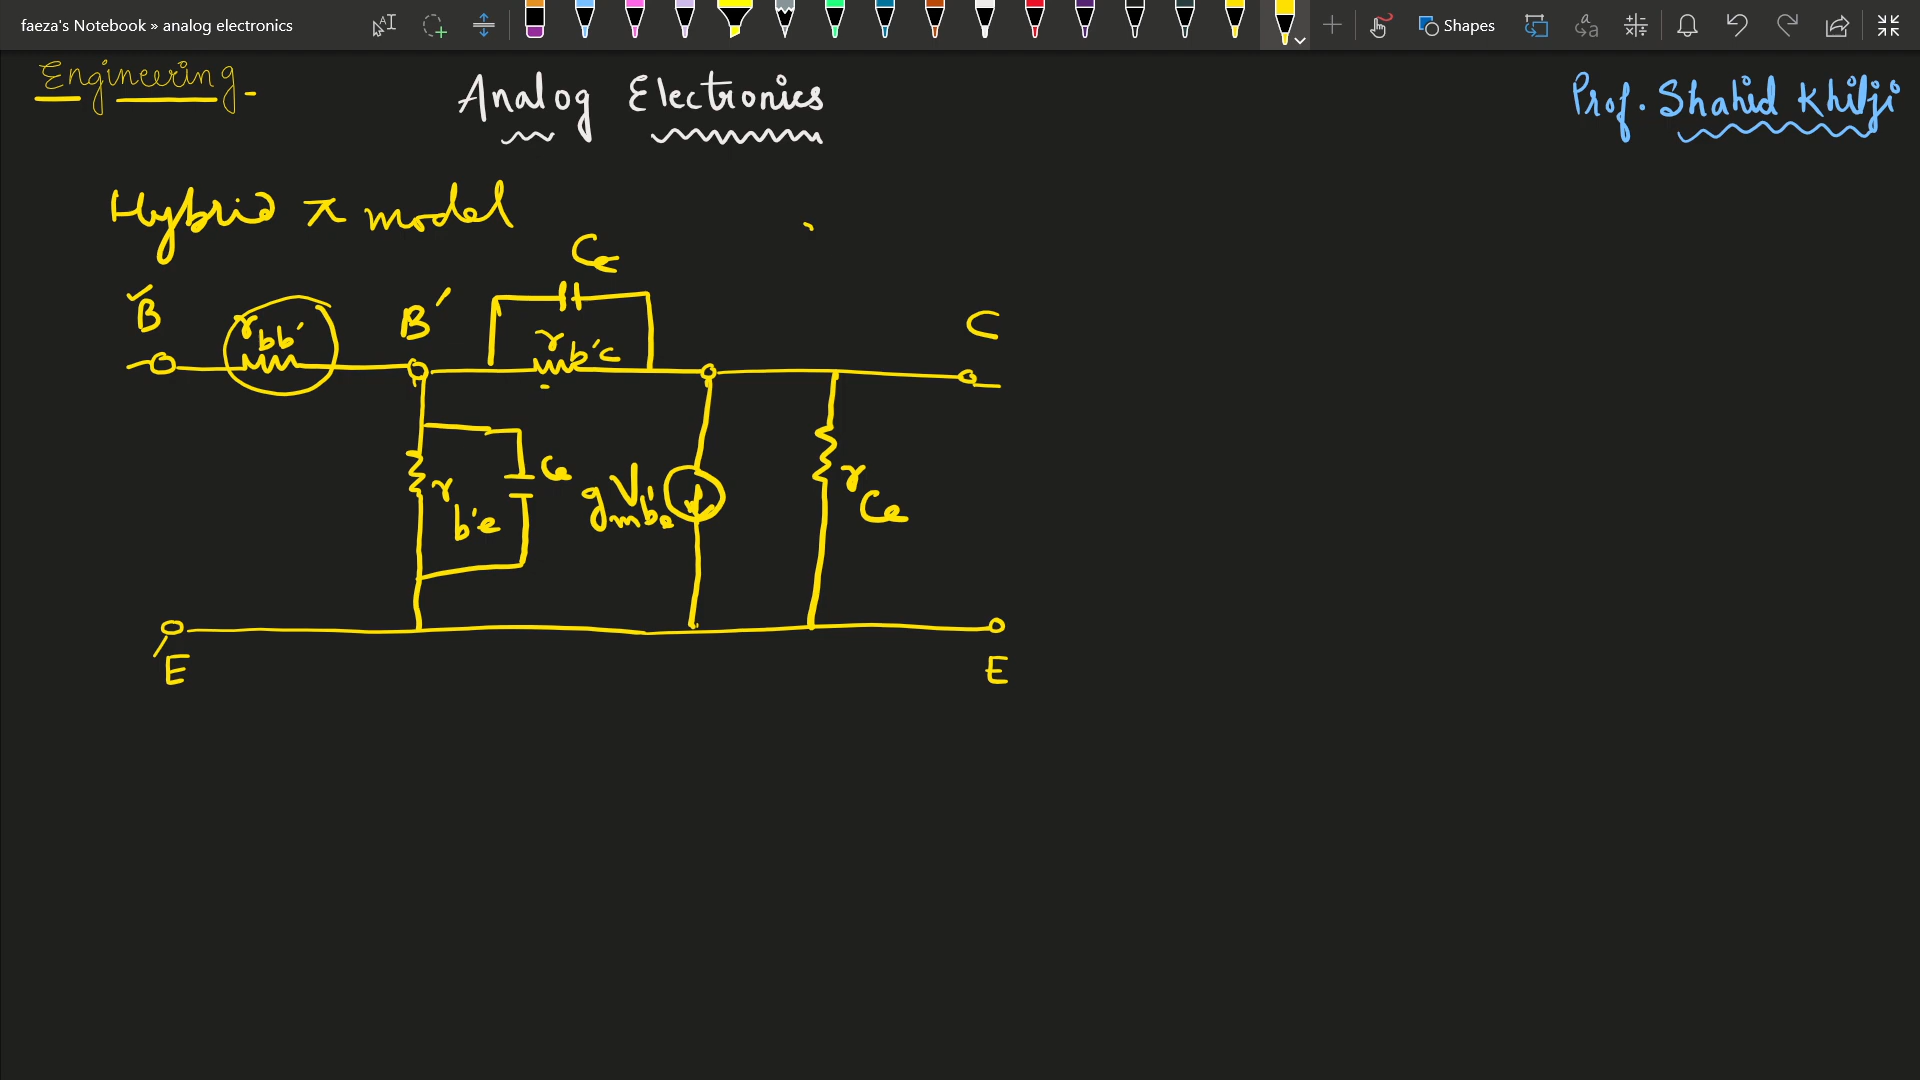 faeza's Notebook » analog electronics
Shapes
Engineering
Analog Electronics
Prof. Shahid Khilji
Hybrid π model
Cc
B
rbb'
B'
rb'c
C
Ce
rb'e
gmVb'e
rce
E
E